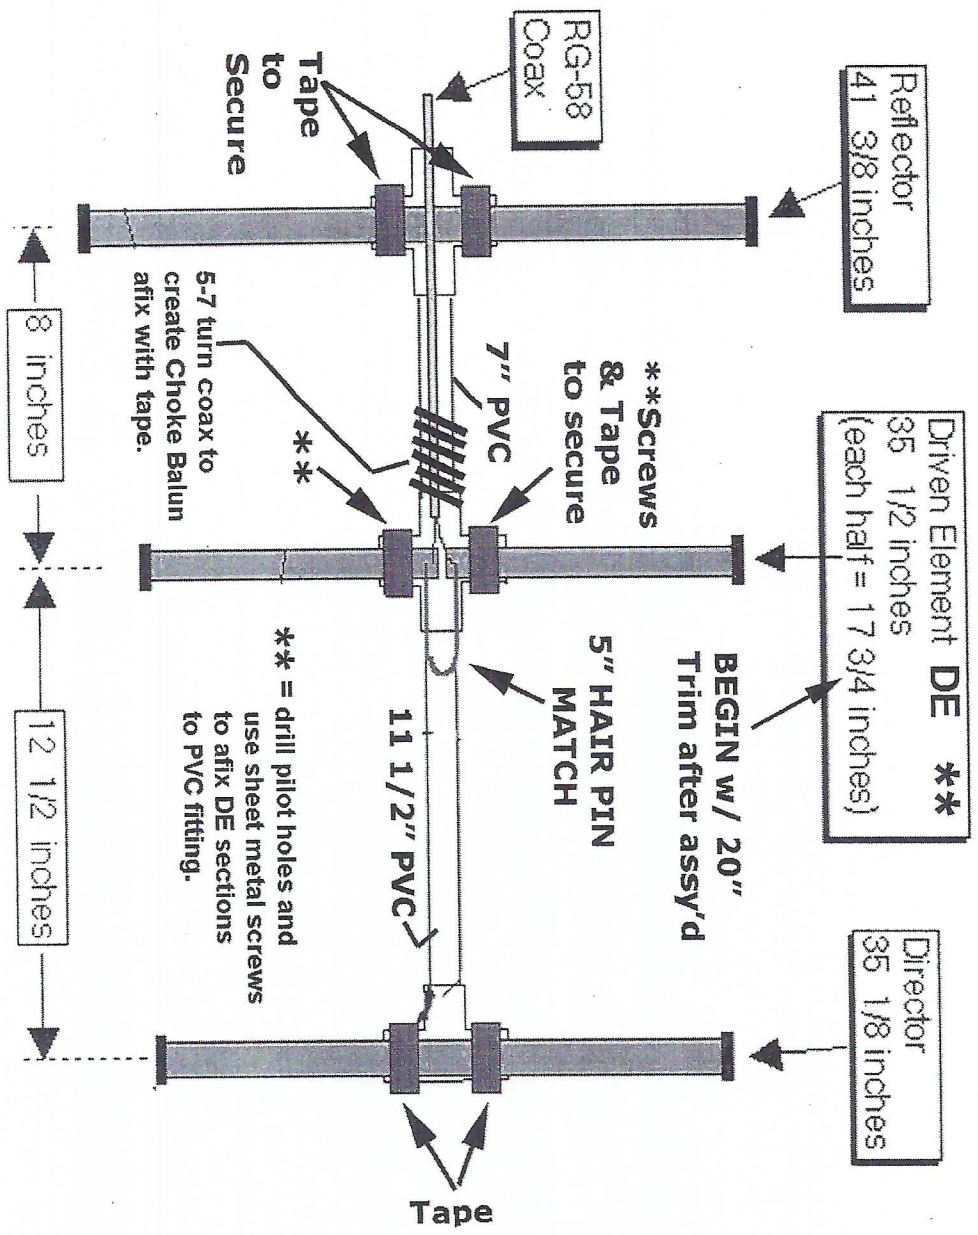 Reflector
41 3/8 inches
Driven Element DE **
35 1/2 inches
(each half = 17 3/4 inches)
Director
35 1/8 inches
RG-58
Coax
BEGIN w/ 20"
Trim after assy'd
**Screws
& Tape
to secure
5" HAIR PIN
MATCH
7" PVC
11 1/2" PVC
Tape
to
Secure
**
Tape
5-7 turn coax to
create Choke Balun
afix with tape.
** = drill pilot holes and
use sheet metal screws
to afix DE sections
to PVC fitting.
8 inches
12 1/2 inches